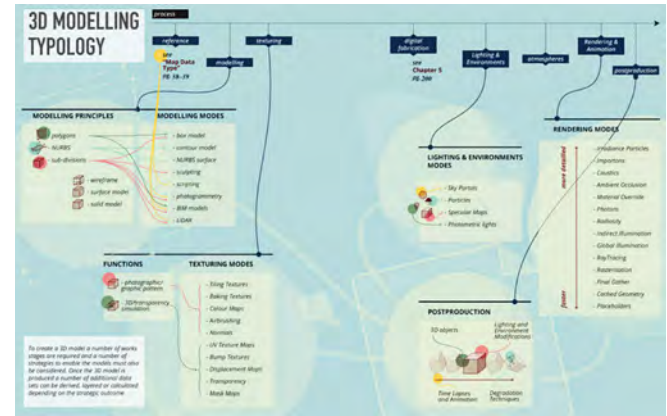 3D MODELLING
TYPOLOGY
process
reference
see
"Map Data
Type"
PG 38-39
modelling
texturing
digital
fabrication
see
Chapter 5
PG 200
Lighting &
Environments
atmospheres
Rendering &
Animation
postproduction
MODELLING PRINCIPLES
polygons
NURBS
sub-divisions
- wireframe
- surface model
- solid model
MODELLING MODES
- box model
- contour model
- NURBS surface
- sculpting
- scripting
- photogrammetry
- BIM models
- LIDAR
LIGHTING & ENVIRONMENTS
MODES
- Sky Portals
- Particles
- Specular Maps
- Photometric lights
RENDERING MODES
more detailed
faster
- Irradiance Particles
- Importons
- Caustics
- Ambient Occlusion
- Material Override
- Photons
- Radiosity
- Indirect Illumination
- Global Illumination
- RayTracing
- Rasterisation
- Final Gather
- Cached Geometry
- Placeholders
FUNCTIONS
- photographic/
graphic pattern
- 3D/transparency
simulation
TEXTURING MODES
- Tiling Textures
- Baking Textures
- Colour Maps
- Airbrushing
- Normals
- UV Texture Maps
- Bump Textures
- Displacement Maps
- Transparency
- Mask Maps
POSTPRODUCTION
3D objects
Lighting and
Environment
Modifications
Time Layers
and Animation
Degradation
Techniques
To create a 3D model a number of works
stages are required and a number of
strategies to enable the models must also
be considered. Once the 3D model is
produced a number of additional data
sets can be derived, layered or calculated
depending on the strategic outcome